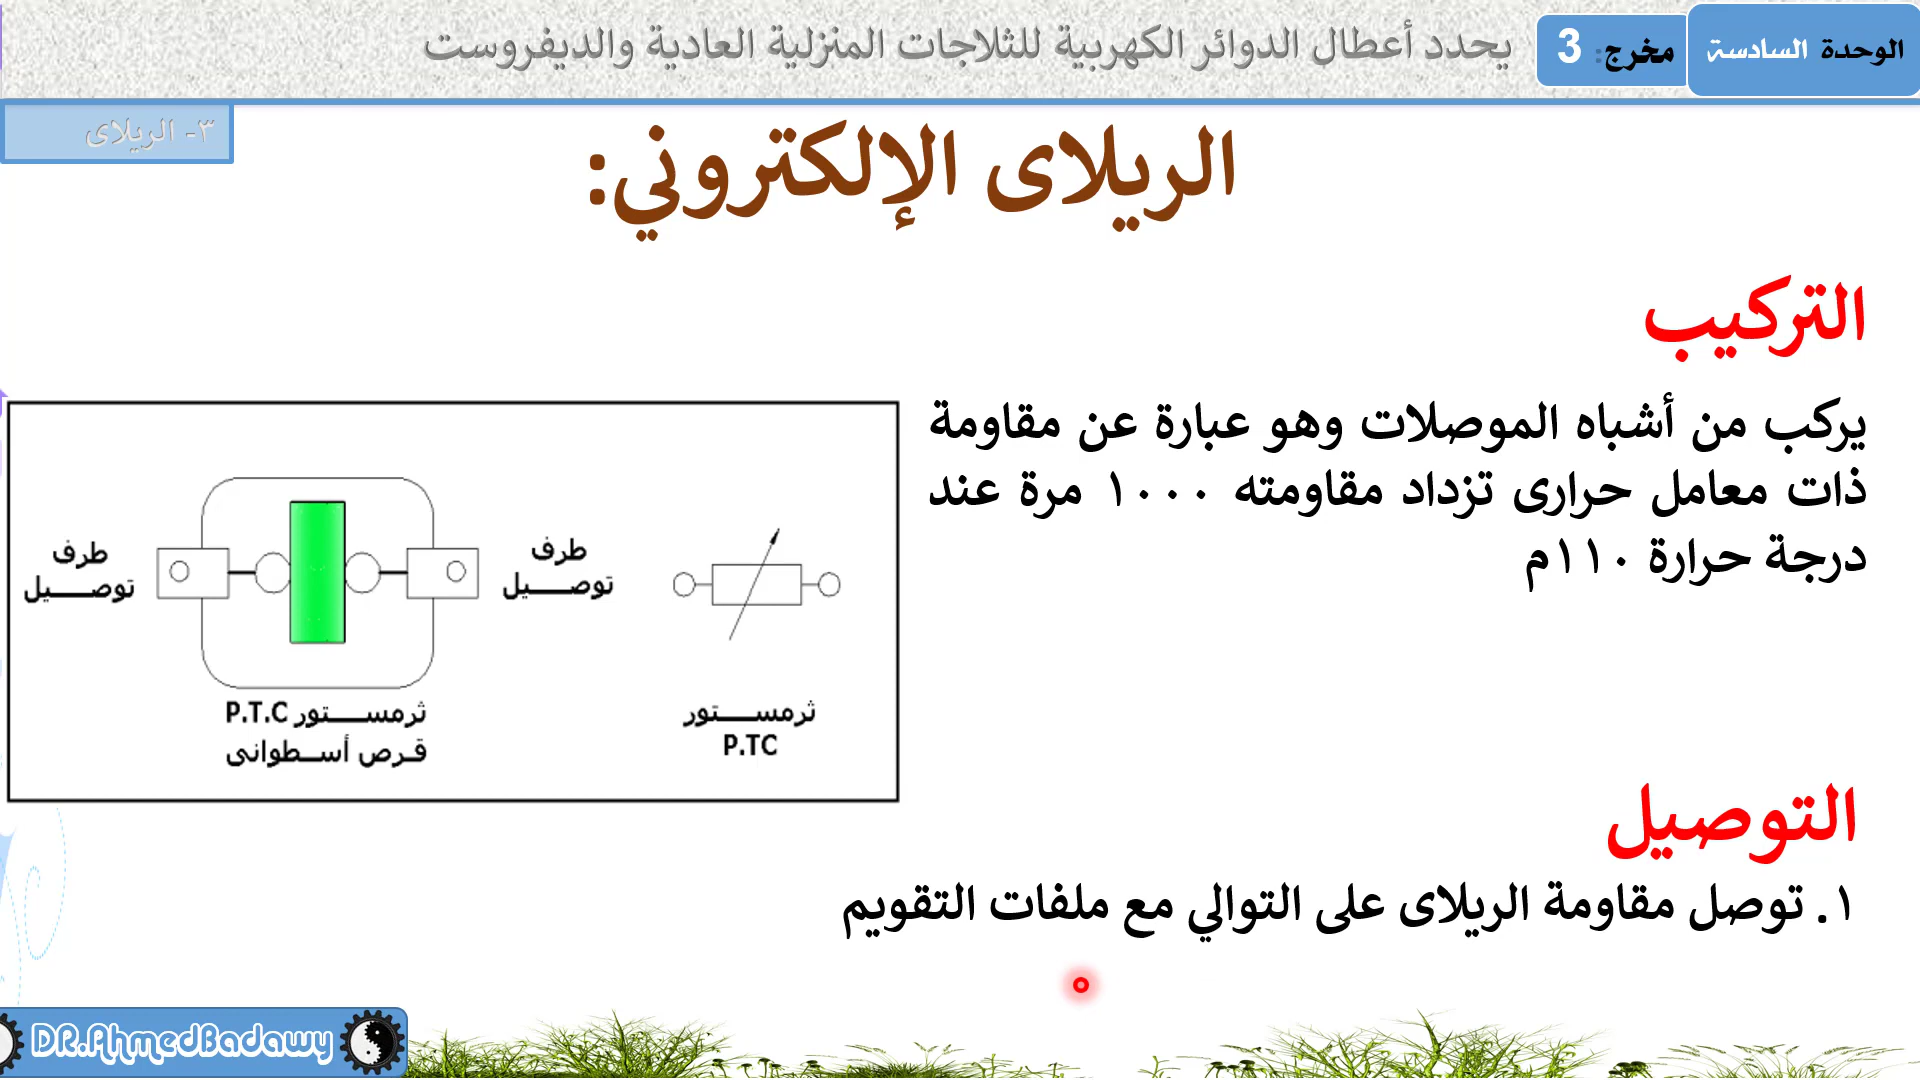 الوحدة السادسة
مخرج: 3
يحدد أعطال الدوائر الكهربية للثلاجات المنزلية العادية والديفروست
٣- الريلاى
الريلاى الإلكتروني:
التركيب
يركب من أشباه الموصلات وهو عبارة عن مقاومة
ذات معامل حرارى تزداد مقاومته ١٠٠٠ مرة عند
درجة حرارة ١١٠م
طرف
توصيل
طرف
توصيل
ثرمستور P.T.C
قرص أسطوانى
ثرمستور
P.TC
التوصيل
١. توصل مقاومة الريلاى على التوالي مع ملفات التقويم
DR.AhmedBadawy